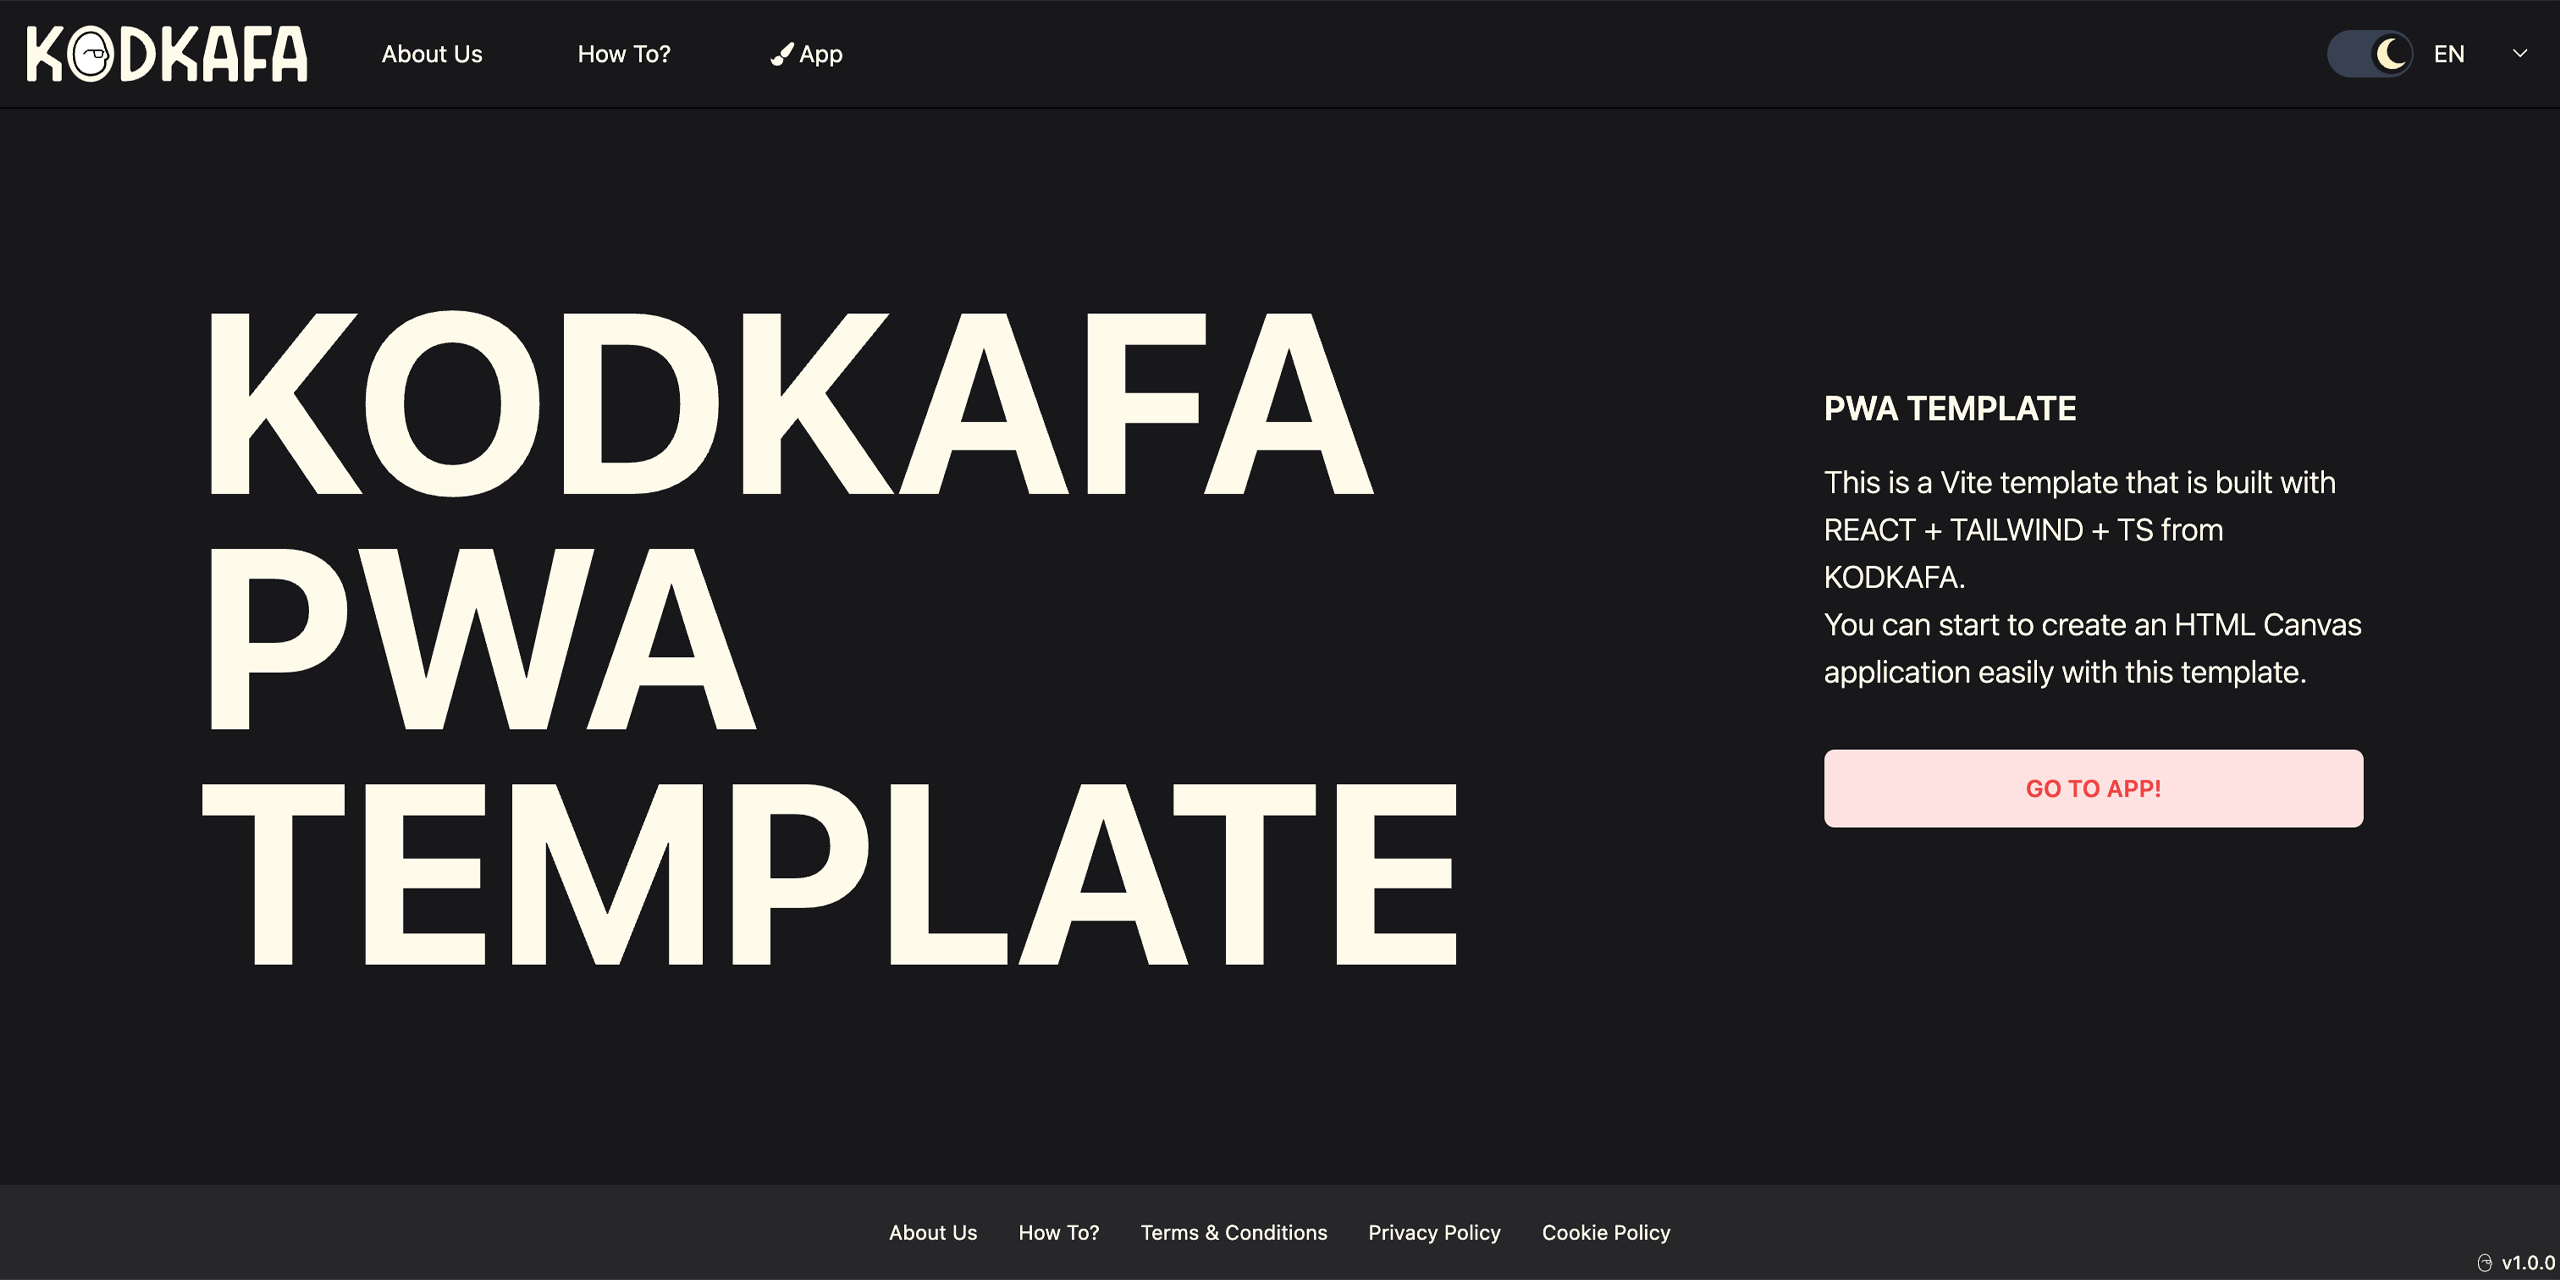 KODKAFA
About Us
How To?
App
EN
KODKAFA
PWA
TEMPLATE
PWA TEMPLATE
This is a Vite template that is built with
REACT + TAILWIND + TS from
KODKAFA.
You can start to create an HTML Canvas
application easily with this template.
GO TO APP!
About Us
How To?
Terms & Conditions
Privacy Policy
Cookie Policy
v1.0.0